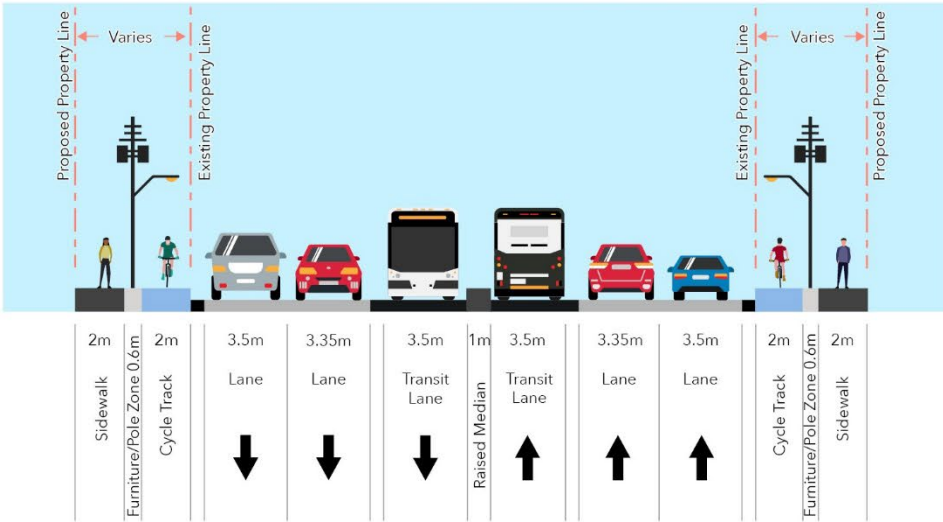 Proposed Property Line
Varies
Existing Property Line
Existing Property Line
Varies
Proposed Property Line
2m
2m
3.5m
3.35m
3.5m
1m
3.5m
3.35m
3.5m
2m
2m
Sidewalk
Furniture/Pole Zone 0.6m
Cycle Track
Lane
Lane
Transit
Lane
Raised Median
Transit
Lane
Lane
Lane
Cycle Track
Furniture/Pole Zone 0.6m
Sidewalk